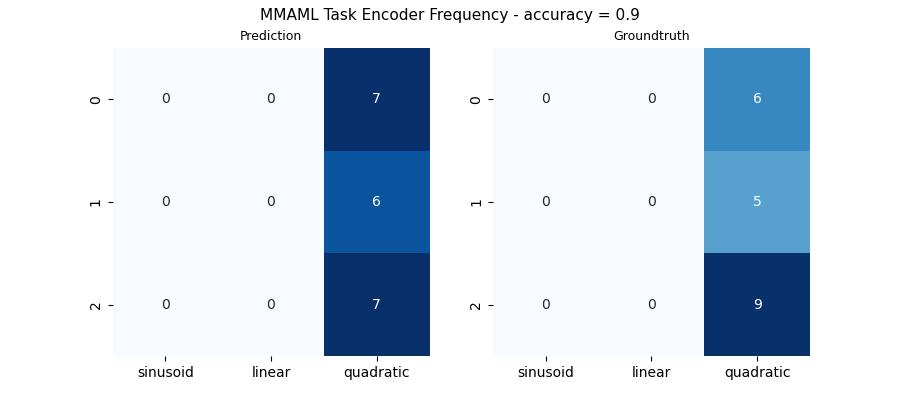 MMAML Task Encoder Frequency - accuracy = 0.9
Prediction
Groundtruth
0
0
0
7
0
0
0
6
1
0
0
6
1
0
0
5
2
0
0
7
2
0
0
9
sinusoid
linear
quadratic
sinusoid
linear
quadratic